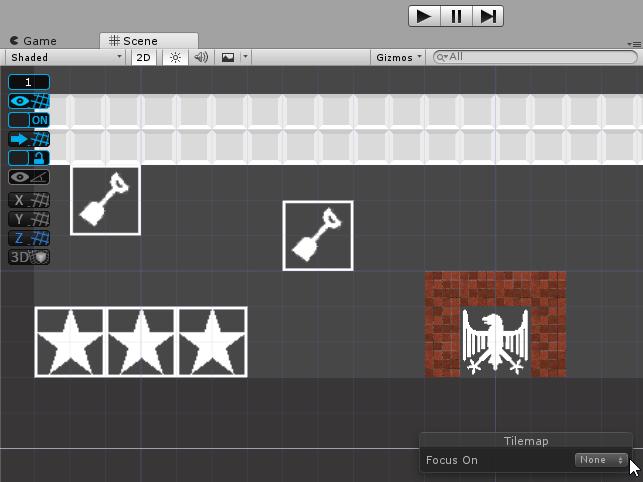 Game Scene
Shaded 2D Gizmos All
1
ON
X
Y
Z
3D
Tilemap
Focus On None